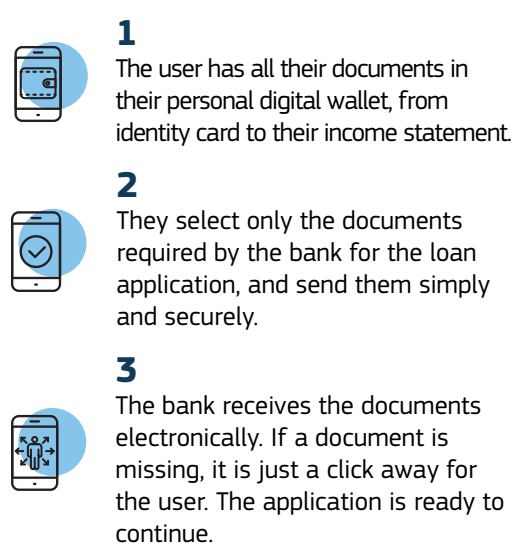 1
The user has all their documents in
their personal digital wallet, from
identity card to their income statement.
2
They select only the documents
required by the bank for the loan
application, and send them simply
and securely.
3
The bank receives the documents
electronically. If a document is
missing, it is just a click away for
the user. The application is ready to
continue.